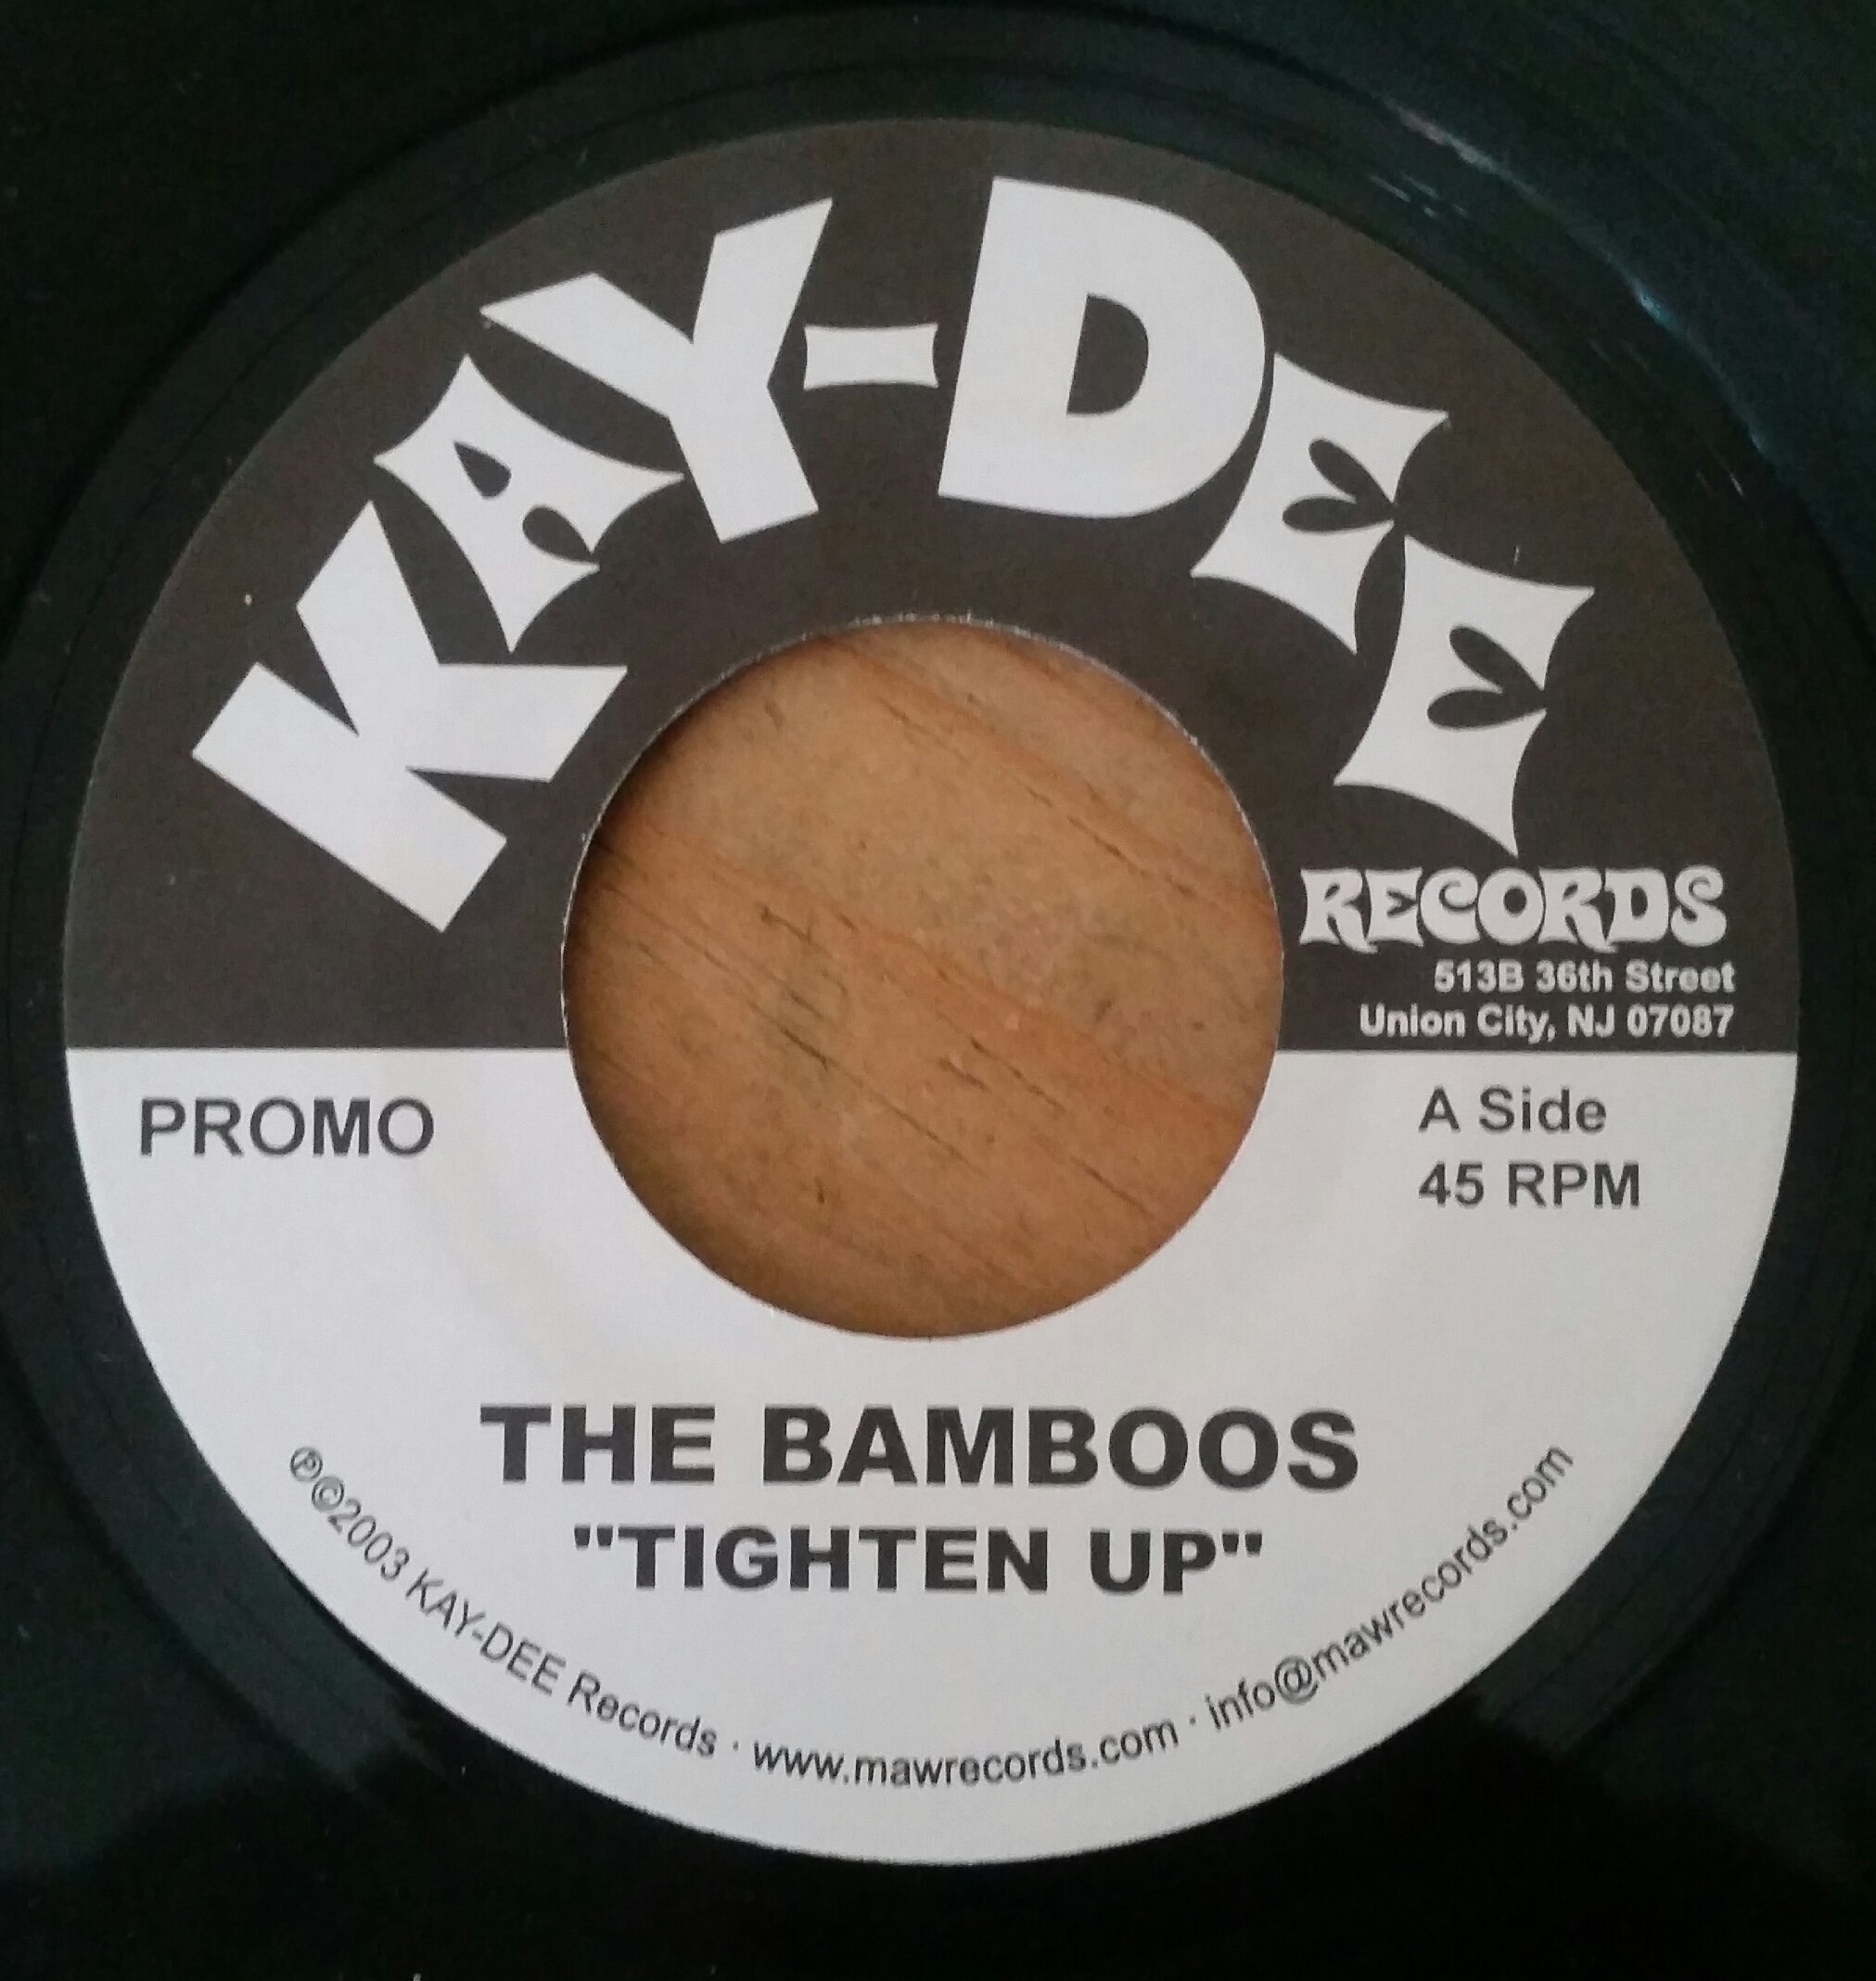 KAY-DEE
RECORDS
513B 36th Street
Union City, NJ 07087
PROMO
A Side
45 RPM
THE BAMBOOS
"TIGHTEN UP"
℗©2003 KAY-DEE Records · www.mawrecords.com · info@mawrecords.com